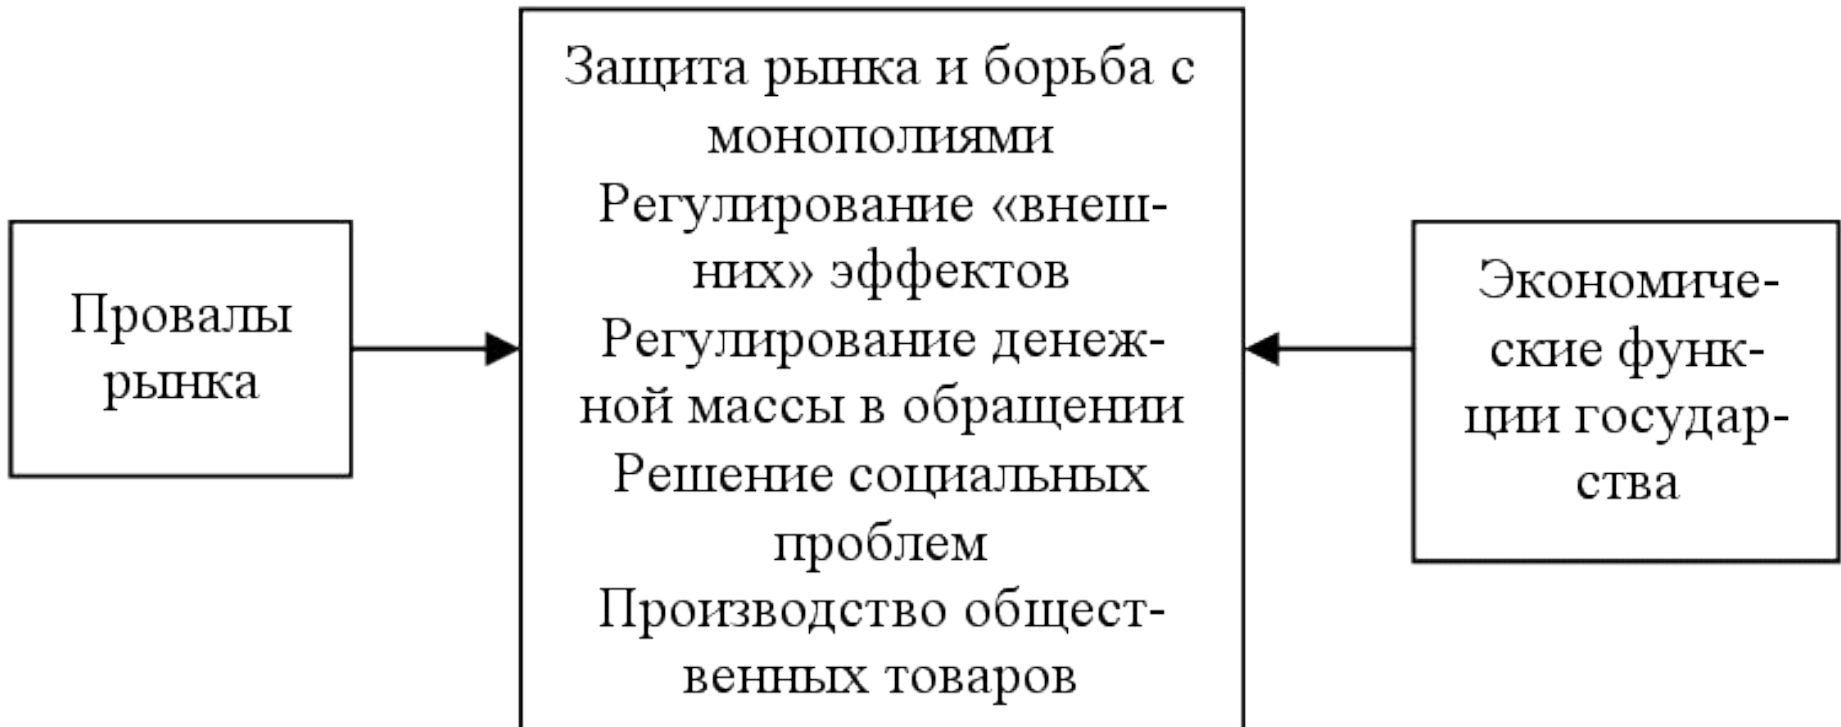 Провалы
рынка
Защита рынка и борьба с
монополиями
Регулирование «внеш-
них» эффектов
Регулирование денеж-
ной массы в обращении
Решение социальных
проблем
Производство общест-
венных товаров
Экономиче-
ские функ-
ции государ-
ства